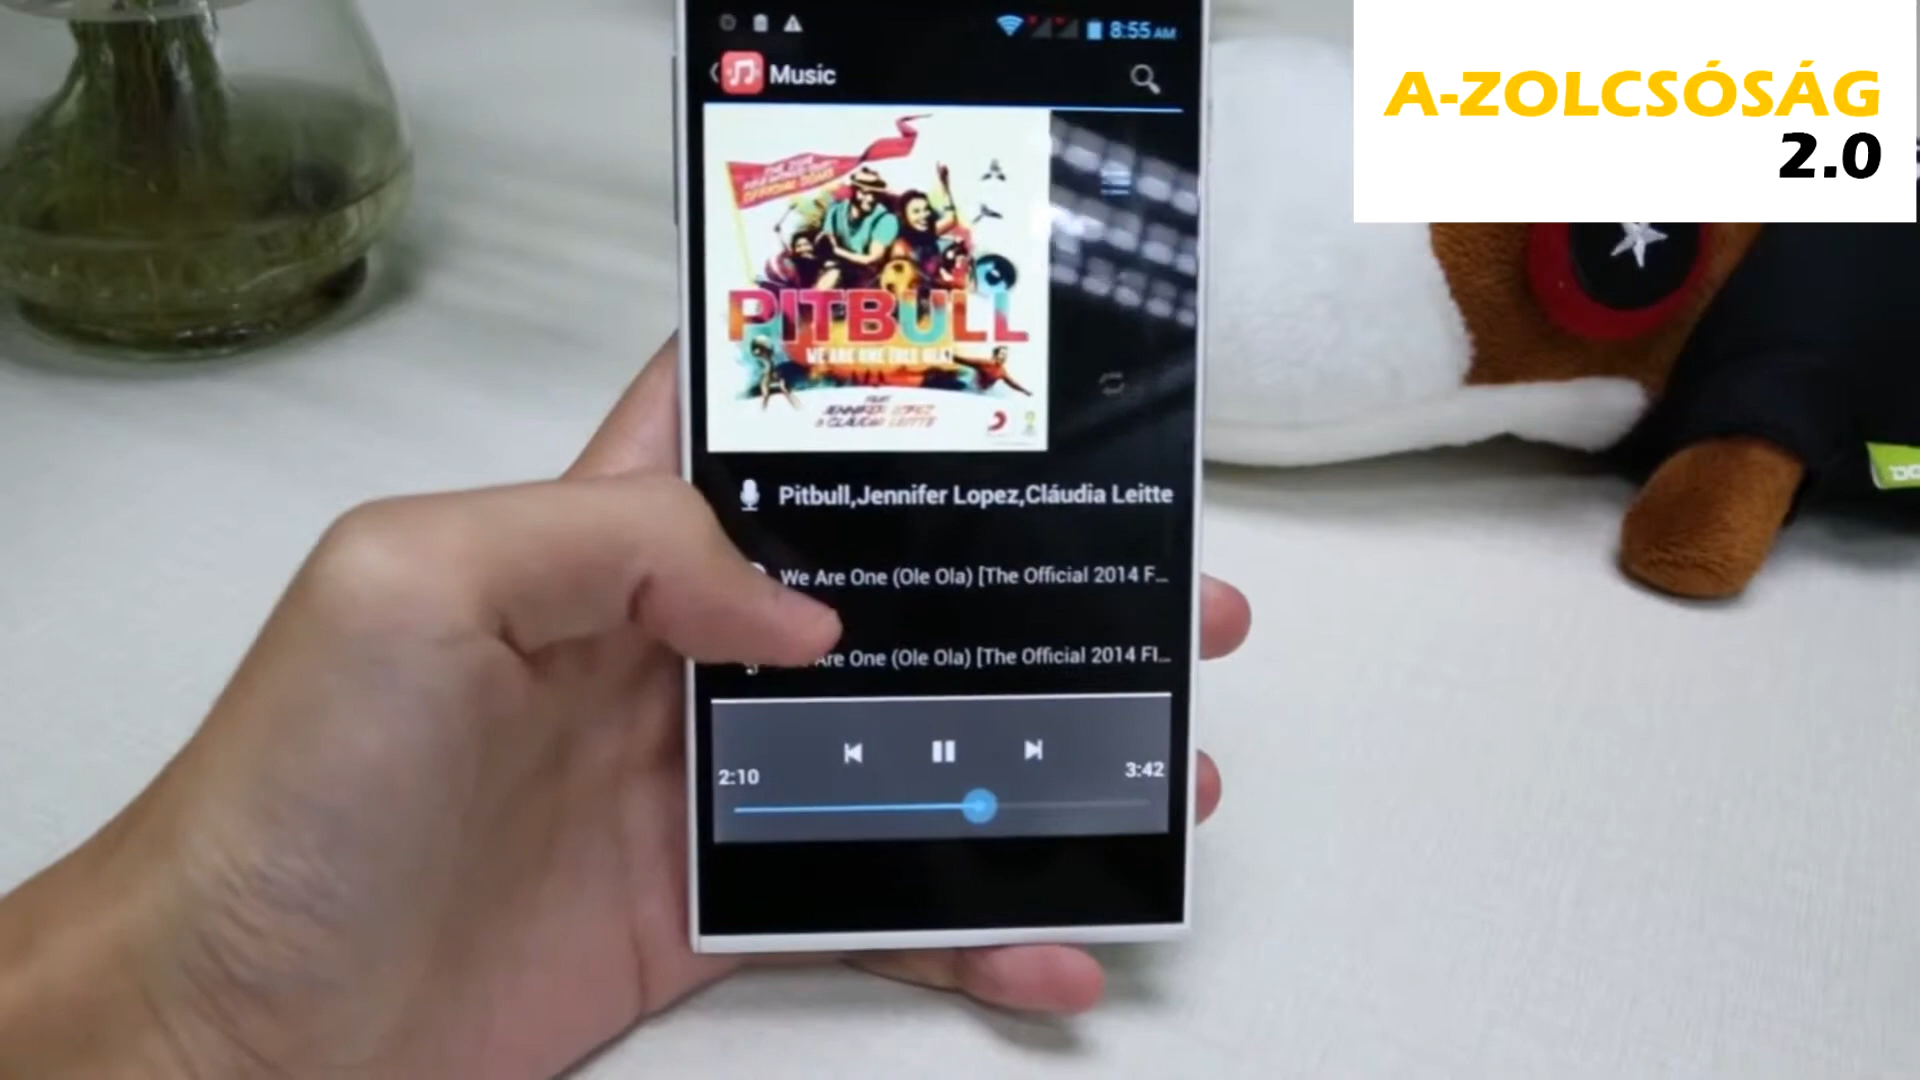 8:55 AM
A-ZOLCSÓSÁG
2.0
Music
PITBULL
WE ARE ONE (OLE OLA)
JENNIFER LOPEZ
& CLAUDIA LEITTE
Pitbull,Jennifer Lopez,Cláudia Leitte
We Are One (Ole Ola) [The Official 2014 F...
Are One (Ole Ola) [The Official 2014 FI...
2:10
3:42